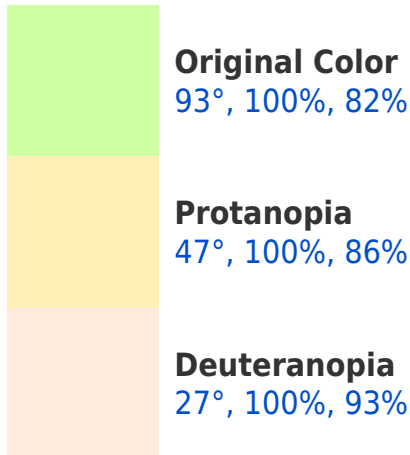 Original Color
93°, 100%, 82%
Protanopia
47°, 100%, 86%
Deuteranopia
27°, 100%, 93%